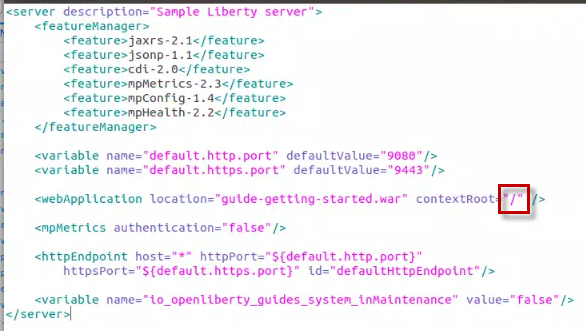 <server description="Sample Liberty server">
<featureManager>
<feature>jaxrs-2.1</feature>
<feature>jsonp-1.1</feature>
<feature>cdi-2.0</feature>
<feature>mpMetrics-2.3</feature>
<feature>mpConfig-1.4</feature>
<feature>mpHealth-2.2</feature>
</featureManager>
<variable name="default.http.port" defaultValue="9080"/>
<variable name="default.https.port" defaultValue="9443"/>
<webApplication location="guide-getting-started.war" contextRoot="/" />
<mpMetrics authentication="false"/>
<httpEndpoint host="*" httpPort="${default.http.port}"
httpsPort="${default.https.port}" id="defaultHttpEndpoint"/>
<variable name="io_openliberty_guides_system_inMaintenance" value="false"/>
</server>